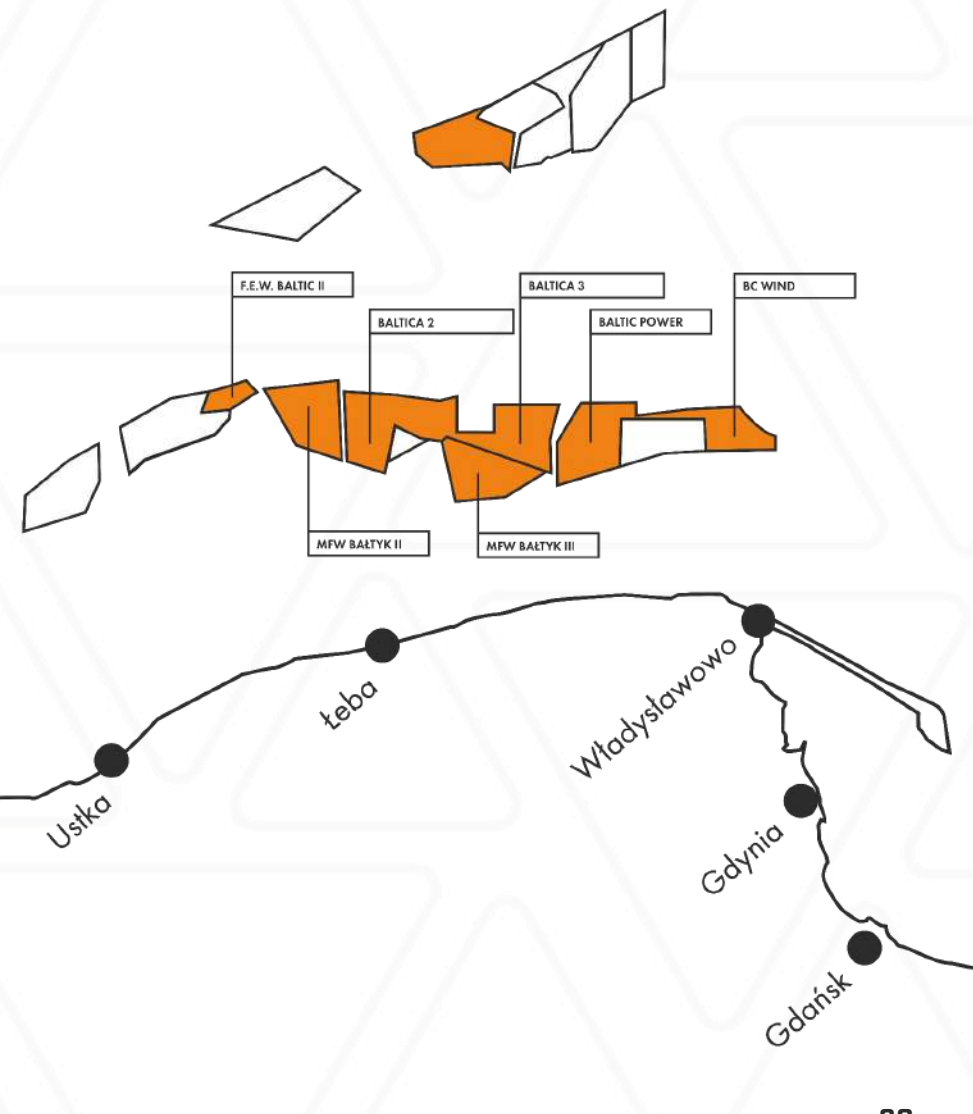 F.E.W. BALTIC II
BALTICA 3
BC WIND
BALTICA 2
BALTIC POWER
MFW BAŁTYK II
MFW BAŁTYK III
Władysławowo
Łeba
Ustka
Gdynia
Gdańsk